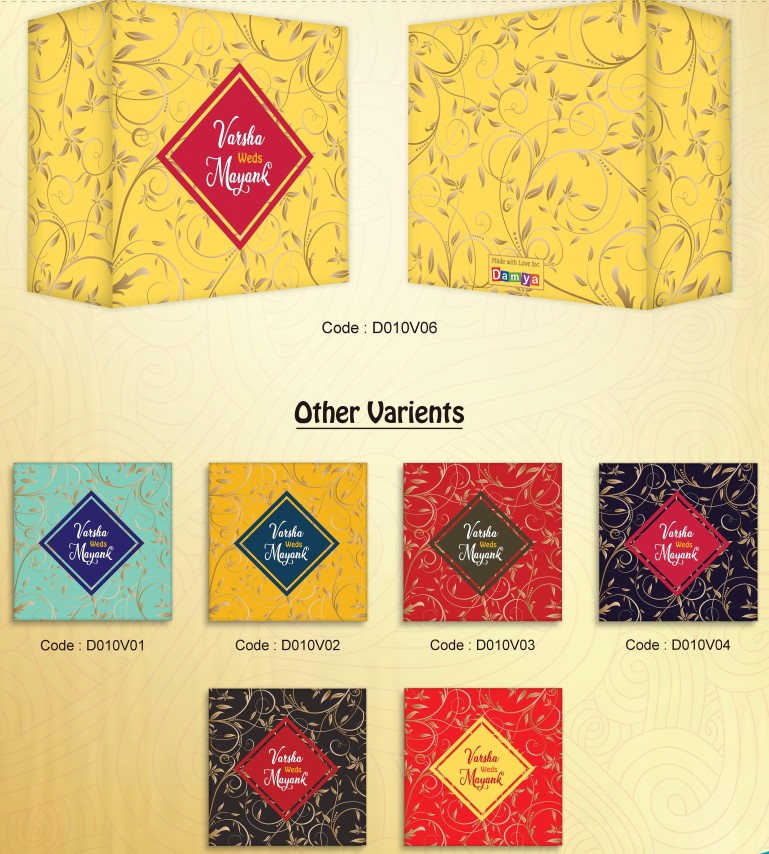 Varsha
Weds
Mayank
Made with Love Inc
Damya
Code : D010V06
Other Varients
Varsha
Weds
Mayank
Varsha
Weds
Mayank
Varsha
Weds
Mayank
Varsha
Weds
Mayank
Code : D010V01
Code : D010V02
Code : D010V03
Code : D010V04
Varsha
Weds
Mayank
Varsha
Weds
Mayank